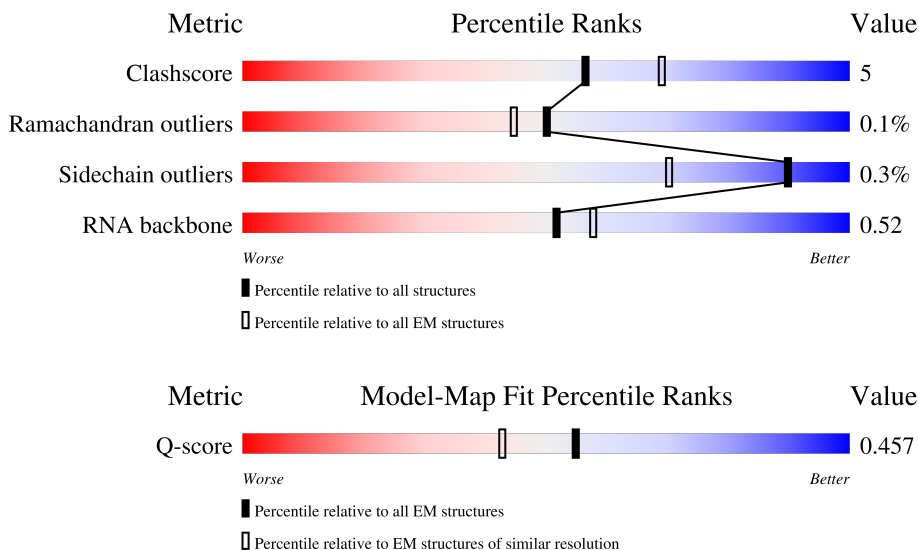 Metric Percentile Ranks Value
Clashscore 5
Ramachandran outliers 0.1%
Sidechain outliers 0.3%
RNA backbone 0.52
Worse Better
Percentile relative to all structures
Percentile relative to all EM structures
Metric Model-Map Fit Percentile Ranks Value
Q-score 0.457
Worse Better
Percentile relative to all EM structures
Percentile relative to EM structures of similar resolution